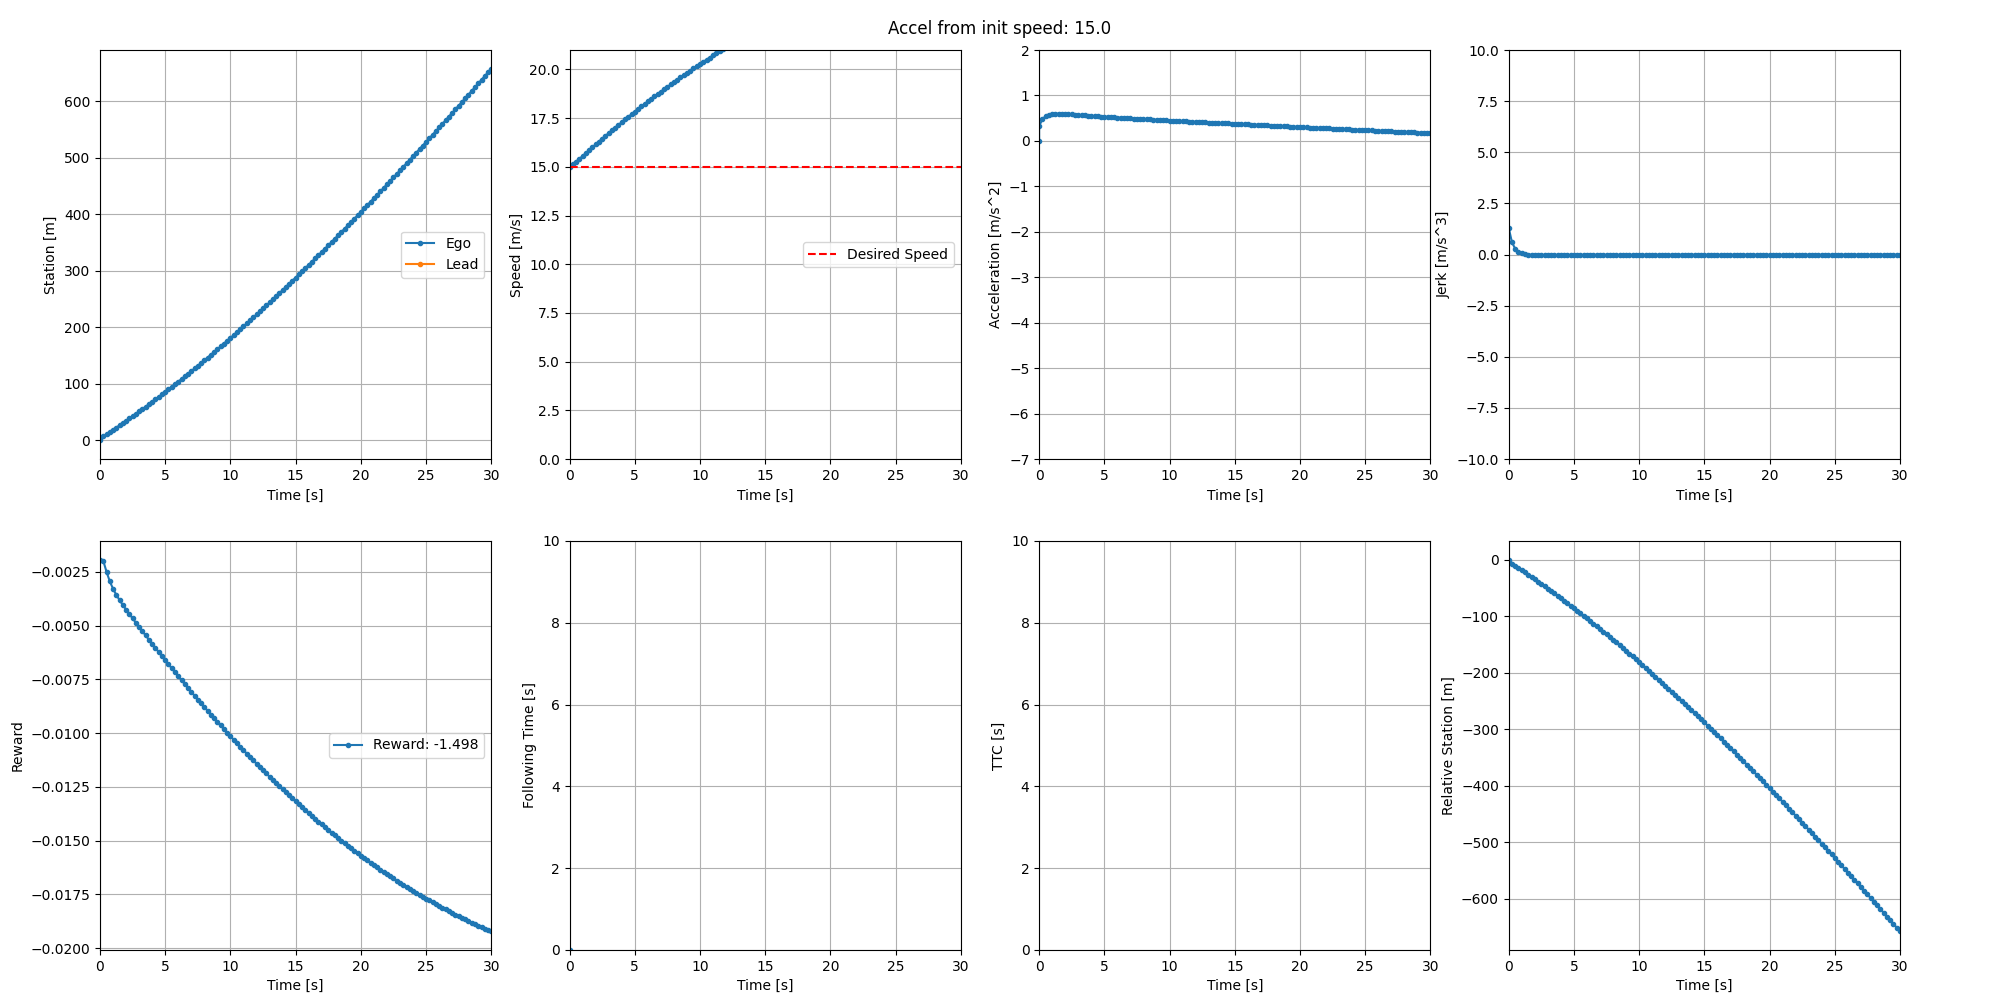 Accel from init speed: 15.0
600
500
400
300
200
100
0
Station [m]
Ego
Lead
0 5 10 15 20 25 30
Time [s]
20.0
17.5
15.0
12.5
10.0
7.5
5.0
2.5
0.0
Speed [m/s]
Desired Speed
0 5 10 15 20 25 30
Time [s]
2
1
0
−1
−2
−3
−4
−5
−6
−7
Acceleration [m/s^2]
0 5 10 15 20 25 30
Time [s]
10.0
7.5
5.0
2.5
0.0
−2.5
−5.0
−7.5
−10.0
Jerk [m/s^3]
0 5 10 15 20 25 30
Time [s]
−0.0025
−0.0050
−0.0075
−0.0100
−0.0125
−0.0150
−0.0175
−0.0200
Reward
Reward: -1.498
0 5 10 15 20 25 30
Time [s]
10
8
6
4
2
0
Following Time [s]
0 5 10 15 20 25 30
Time [s]
10
8
6
4
2
0
TTC [s]
0 5 10 15 20 25 30
Time [s]
0
−100
−200
−300
−400
−500
−600
Relative Station [m]
0 5 10 15 20 25 30
Time [s]